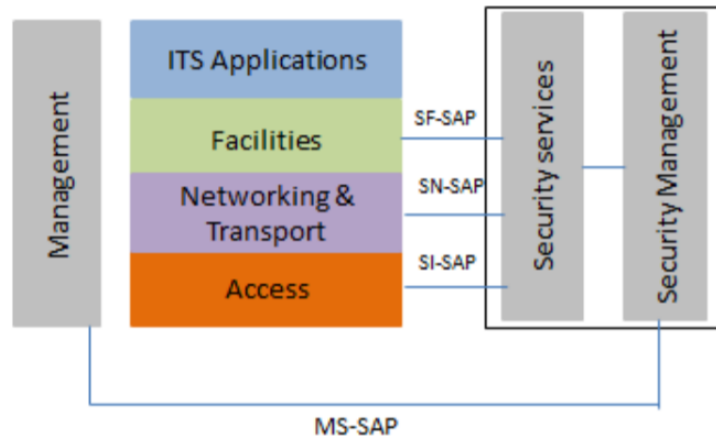 Management
ITS Applications
Facilities
Networking &
Transport
Access
SF-SAP
SN-SAP
SI-SAP
Security services
Security Management
MS-SAP